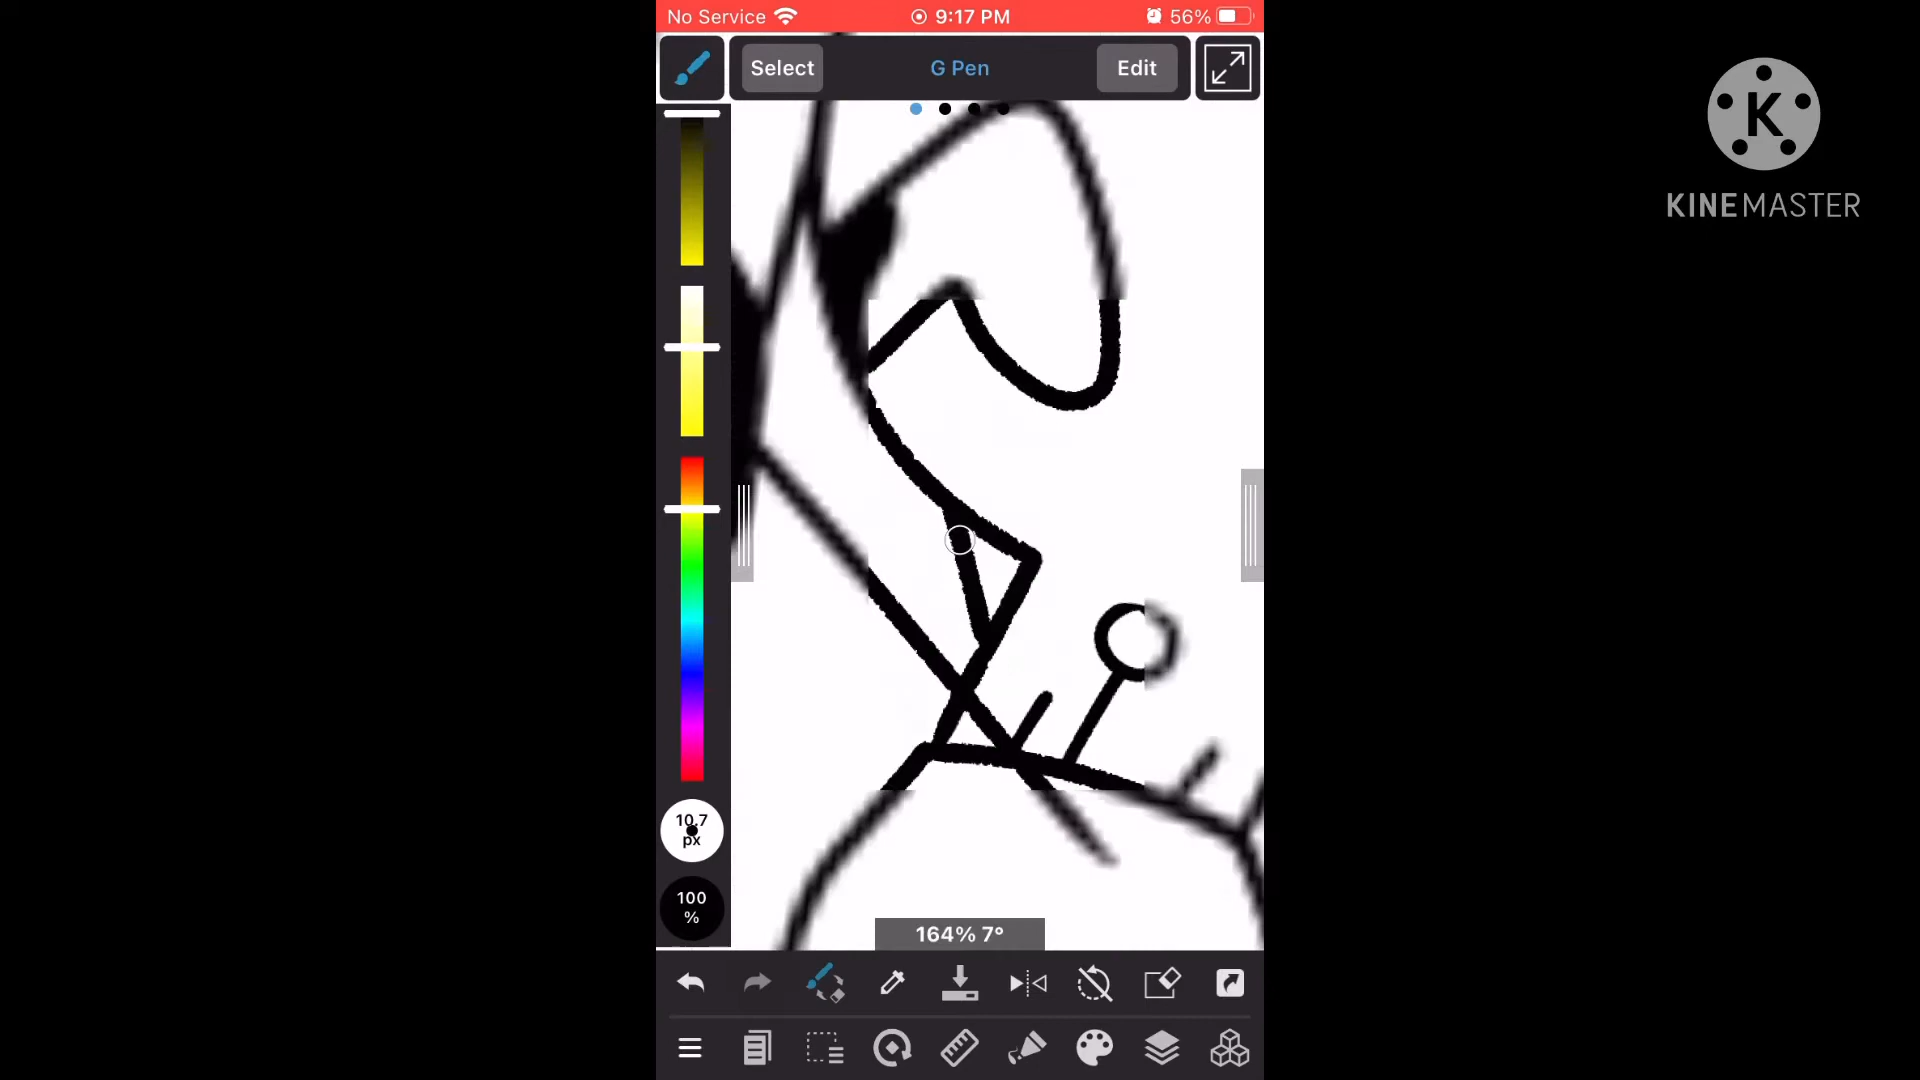 No Service
9:17 PM
56%
Select
G Pen
Edit
K
KINEMASTER
10.7
px
100
%
164% 7°